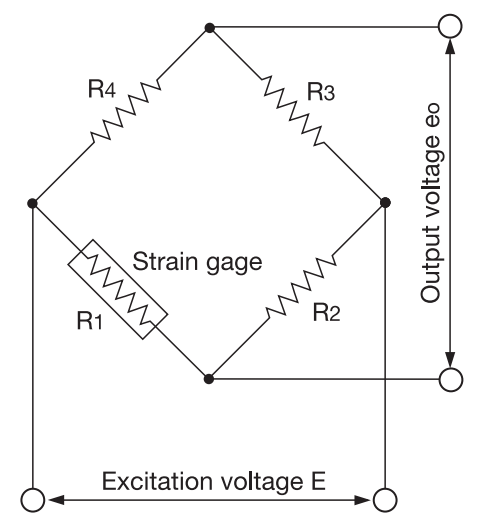 R4
R3
Output voltage eo
Strain gage
R1
R2
Excitation voltage E